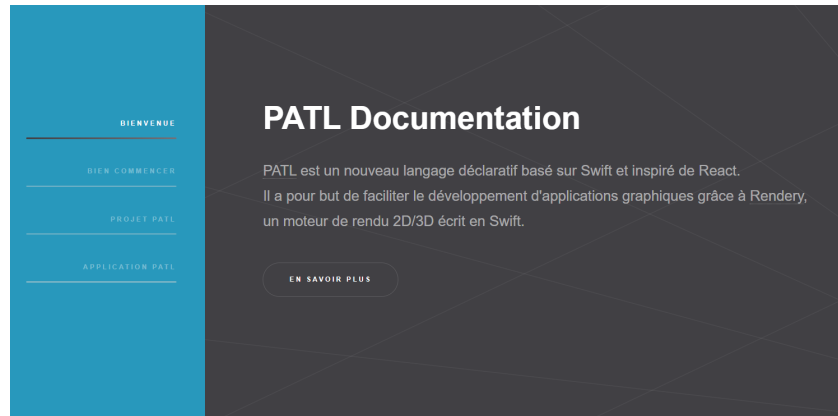 BIENVENUE
BIEN COMMENCER
PROJET PATL
APPLICATION PATL
PATL Documentation
PATL est un nouveau langage déclaratif basé sur Swift et inspiré de React.
Il a pour but de faciliter le développement d'applications graphiques grâce à Rendery,
un moteur de rendu 2D/3D écrit en Swift.
EN SAVOIR PLUS